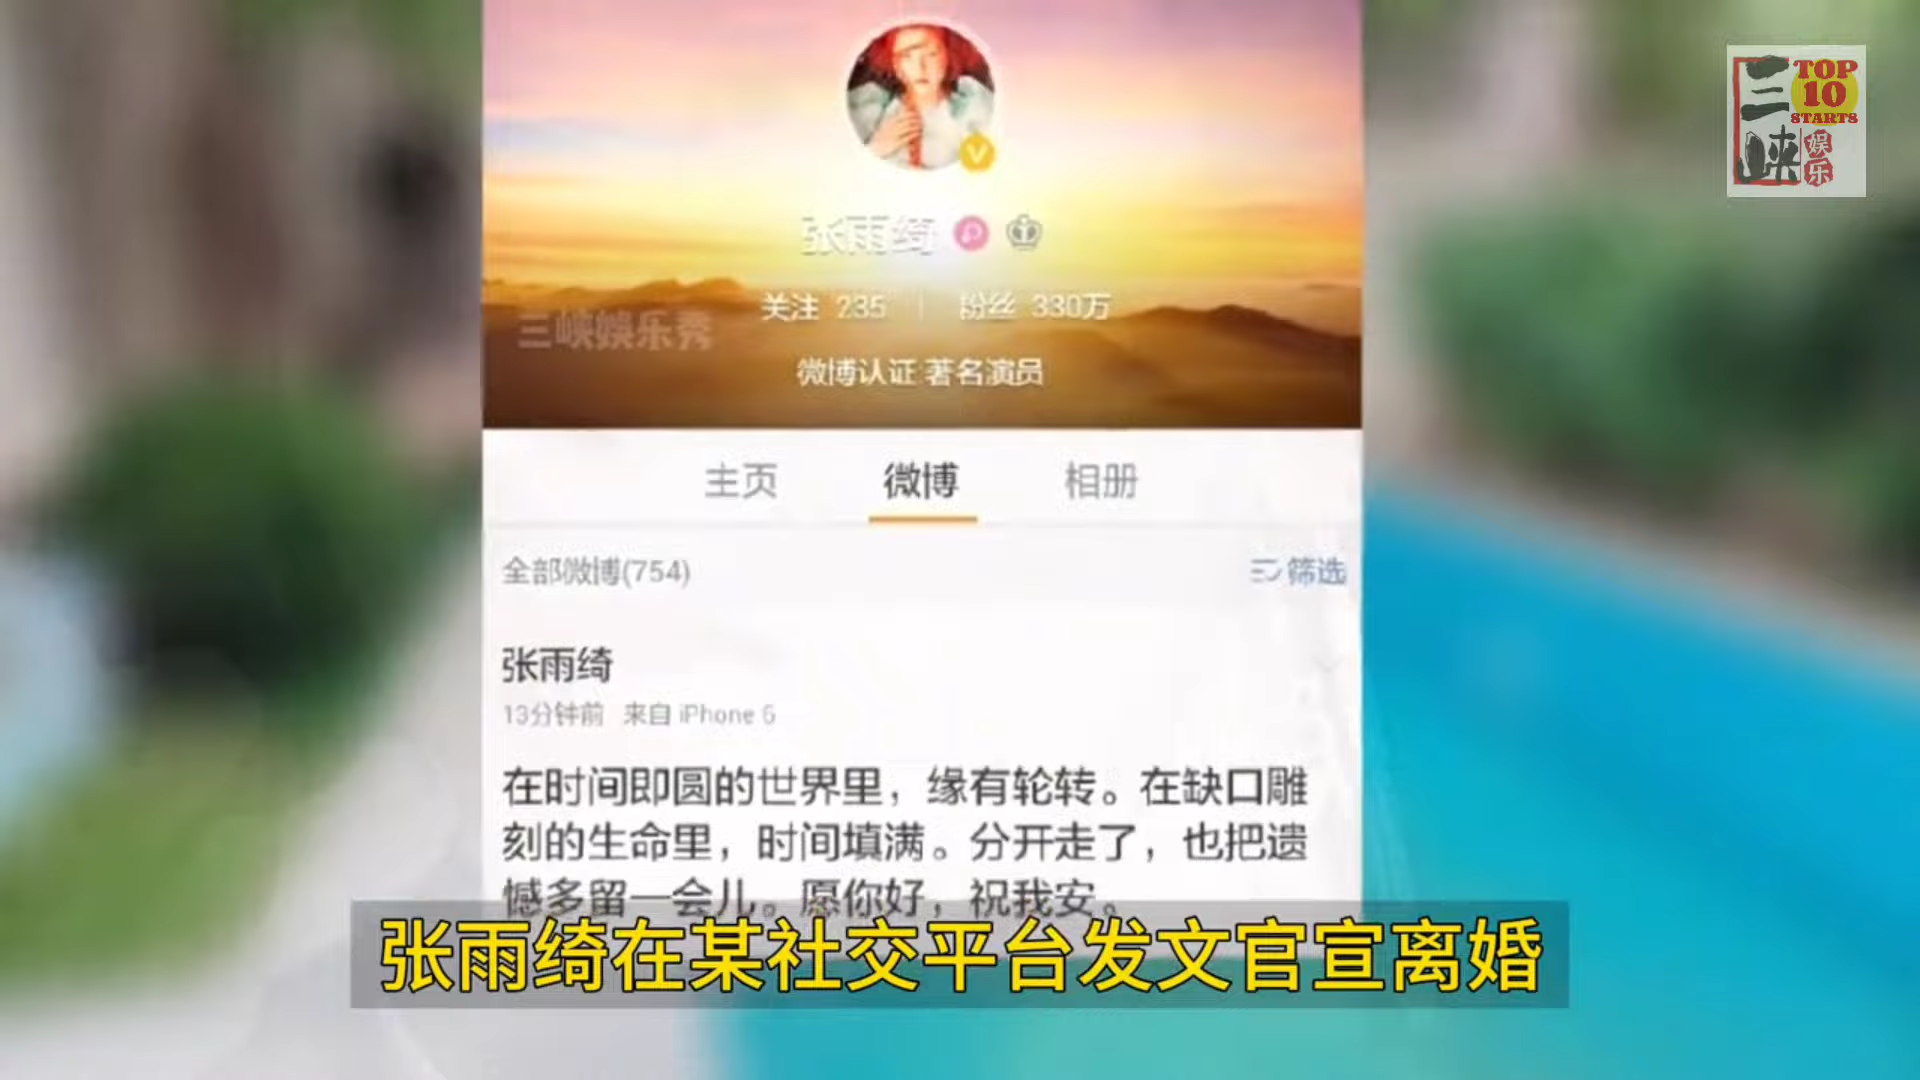 三峡
娱乐
TOP
10
STARTS
张雨绮
关注 235 | 粉丝 330万
三峡娱乐秀
微博认证 著名演员
主页 微博 相册
全部微博(754) 筛选
张雨绮
13分钟前 来自 iPhone 6
在时间即圆的世界里，缘有轮转。在缺口雕
刻的生命里，时间填满。分开走了，也把遗
憾多留一会儿。愿你好，祝我安。
张雨绮在某社交平台发文官宣离婚